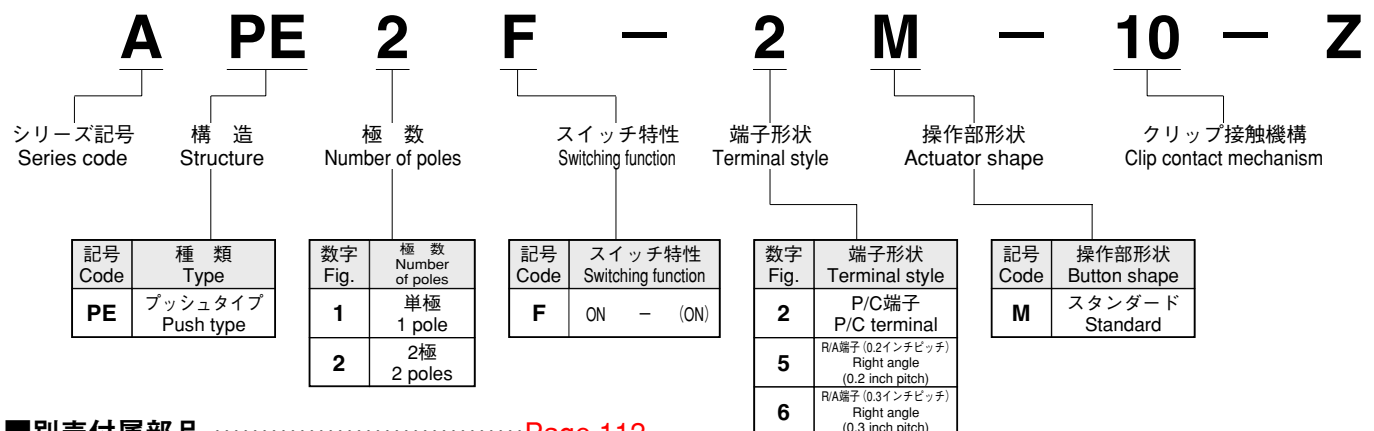 A PE 2 F － 2 M － 10 － Z
シリーズ記号
Series code
構 造
Structure
極 数
Number of poles
スイッチ特性
Switching function
端子形状
Terminal style
操作部形状
Actuator shape
クリップ接触機構
Clip contact mechanism
記号
Code
種 類
Type
PE
プッシュタイプ
Push type
数字
Fig.
極 数
Number
of poles
1
単極
1 pole
2
2極
2 poles
記号
Code
スイッチ特性
Switching function
F
ON － (ON)
数字
Fig.
端子形状
Terminal style
2
P/C端子
P/C terminal
5
R/A端子(0.2インチピッチ)
Right angle
(0.2 inch pitch)
6
R/A端子(0.3インチピッチ)
Right angle
(0.3 inch pitch)
記号
Code
操作部形状
Button shape
M
スタンダード
Standard
■別売付属部品 ································Page 112